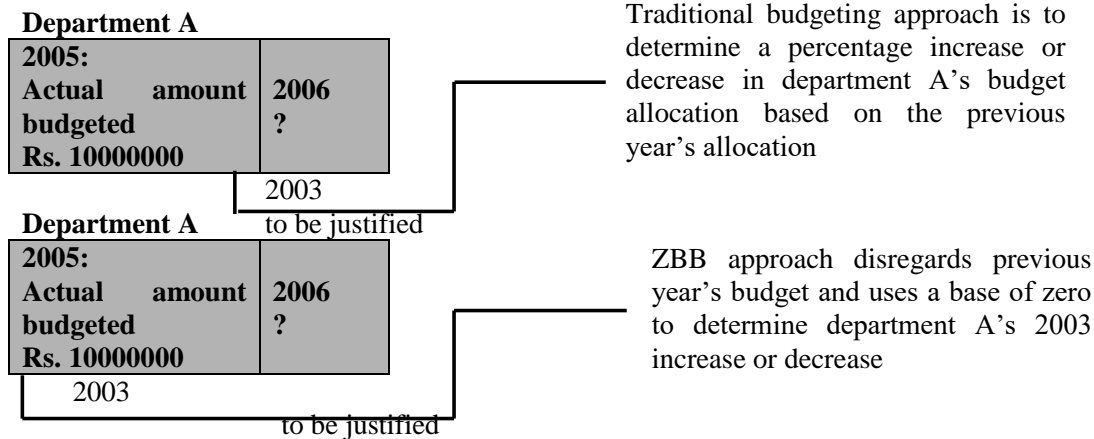 Department A
2005:
Actual amount
budgeted
Rs. 10000000
2006
?
2003
to be justified
Traditional budgeting approach is to
determine a percentage increase or
decrease in department A’s budget
allocation based on the previous
year’s allocation
Department A
2005:
Actual amount
budgeted
Rs. 10000000
2006
?
2003
to be justified
ZBB approach disregards previous
year’s budget and uses a base of zero
to determine department A’s 2003
increase or decrease